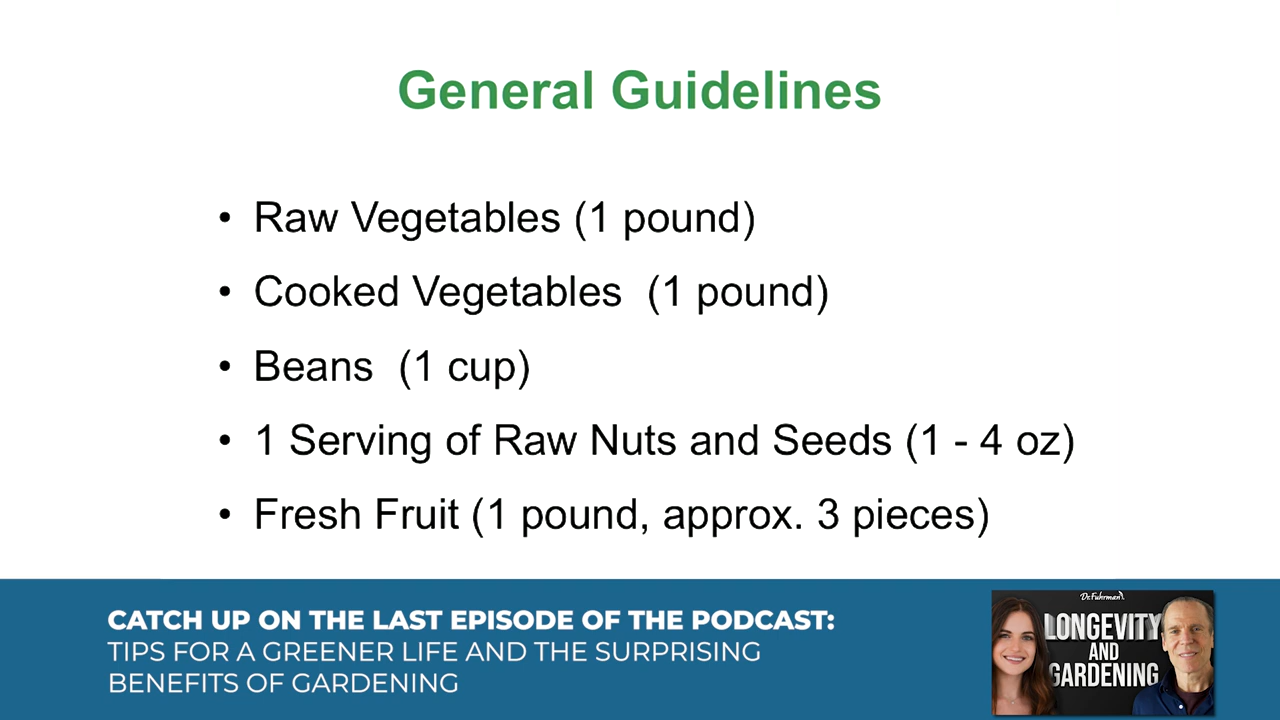 General Guidelines
• Raw Vegetables (1 pound)
• Cooked Vegetables  (1 pound)
• Beans  (1 cup)
• 1 Serving of Raw Nuts and Seeds (1 - 4 oz)
• Fresh Fruit (1 pound, approx. 3 pieces)
CATCH UP ON THE LAST EPISODE OF THE PODCAST:
TIPS FOR A GREENER LIFE AND THE SURPRISING
BENEFITS OF GARDENING
Dr. Fuhrman
LONGEVITY
AND
GARDENING